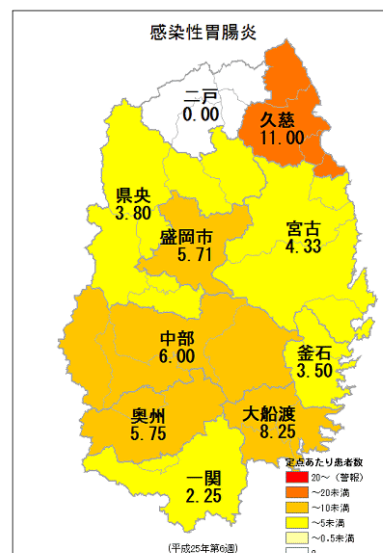 感染性胃腸炎
二戸
0.00
久慈
11.00
県央
3.80
盛岡市
5.71
宮古
4.33
中部
6.00
釜石
3.50
奥州
5.75
大船渡
8.25
一関
2.25
定点あたり患者数
20～（警報）
～20未満
～10未満
～5未満
～0.5未満
0
(平成25年第6週)